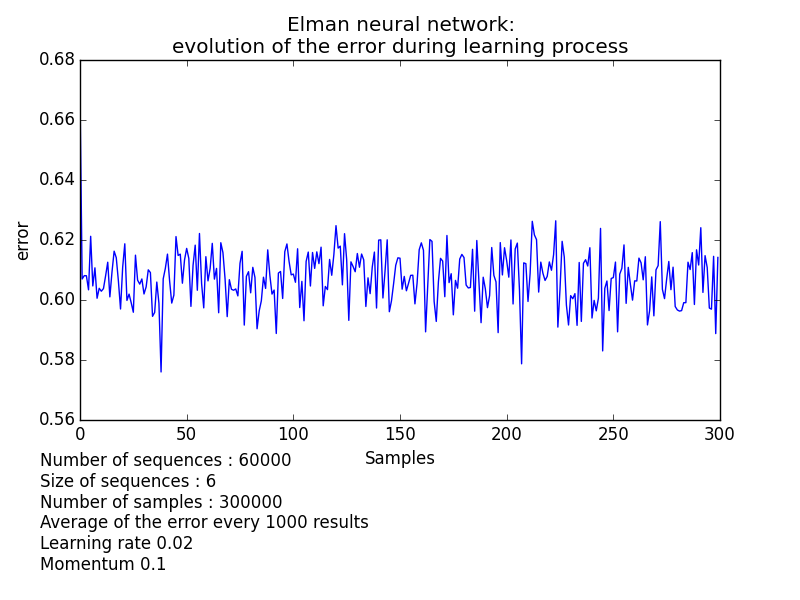 Elman neural network:
evolution of the error during learning process
0.68
0.66
0.64
0.62
0.60
0.58
0.56
error
0
50
100
150
200
250
300
Samples
Number of sequences : 60000
Size of sequences : 6
Number of samples : 300000
Average of the error every 1000 results
Learning rate 0.02
Momentum 0.1